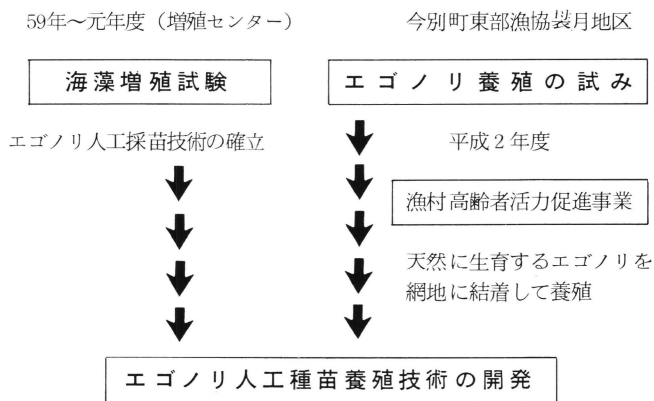 59年～元年度（増殖センター）
海藻増殖試験
エゴノリ人工採苗技術の確立
今別町東部漁協袰月地区
エゴノリ養殖の試み
平成2年度
漁村高齢者活力促進事業
天然に生育するエゴノリを
網地に結着して養殖
エゴノリ人工種苗養殖技術の開発